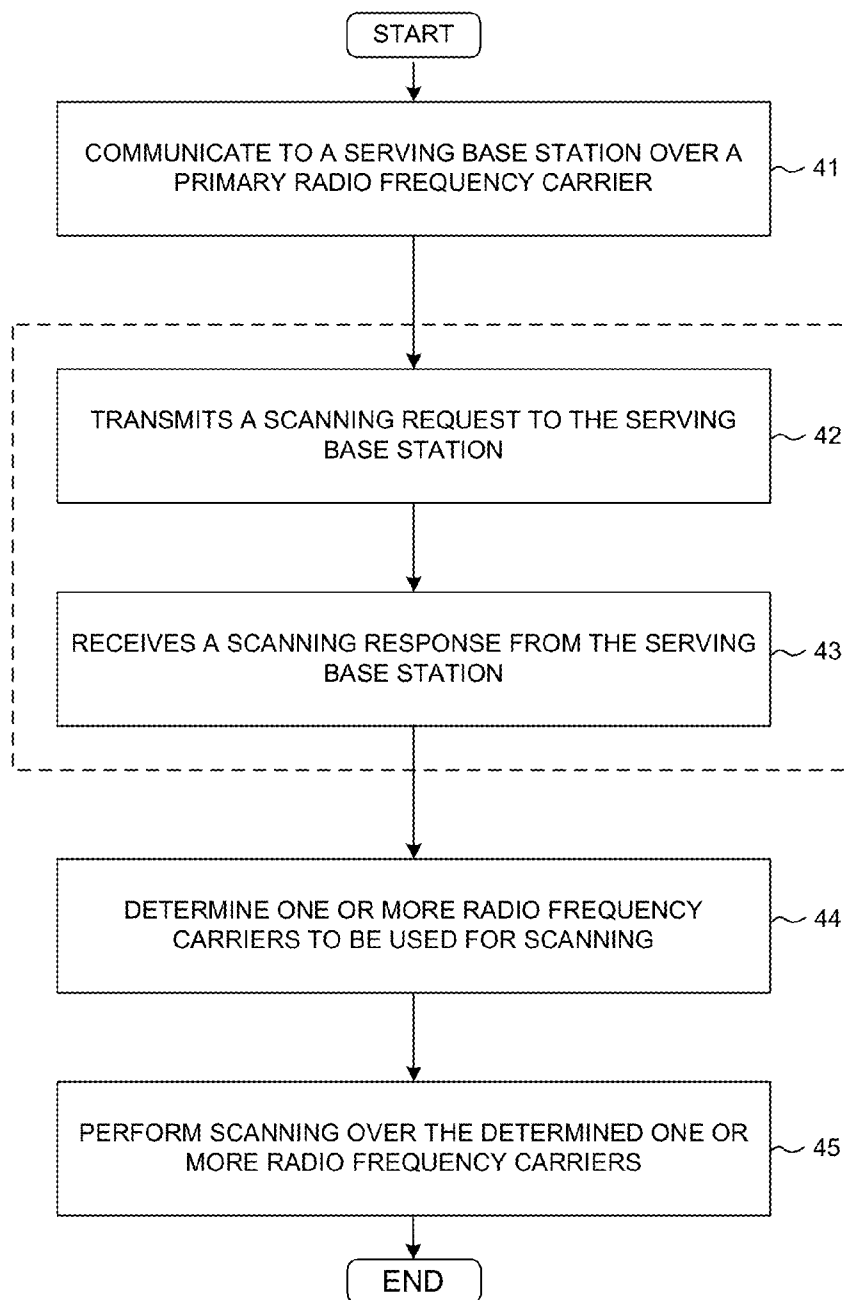 START
COMMUNICATE TO A SERVING BASE STATION OVER A
PRIMARY RADIO FREQUENCY CARRIER
41
TRANSMITS A SCANNING REQUEST TO THE SERVING
BASE STATION
42
RECEIVES A SCANNING RESPONSE FROM THE SERVING
BASE STATION
43
DETERMINE ONE OR MORE RADIO FREQUENCY
CARRIERS TO BE USED FOR SCANNING
44
PERFORM SCANNING OVER THE DETERMINED ONE OR
MORE RADIO FREQUENCY CARRIERS
45
END